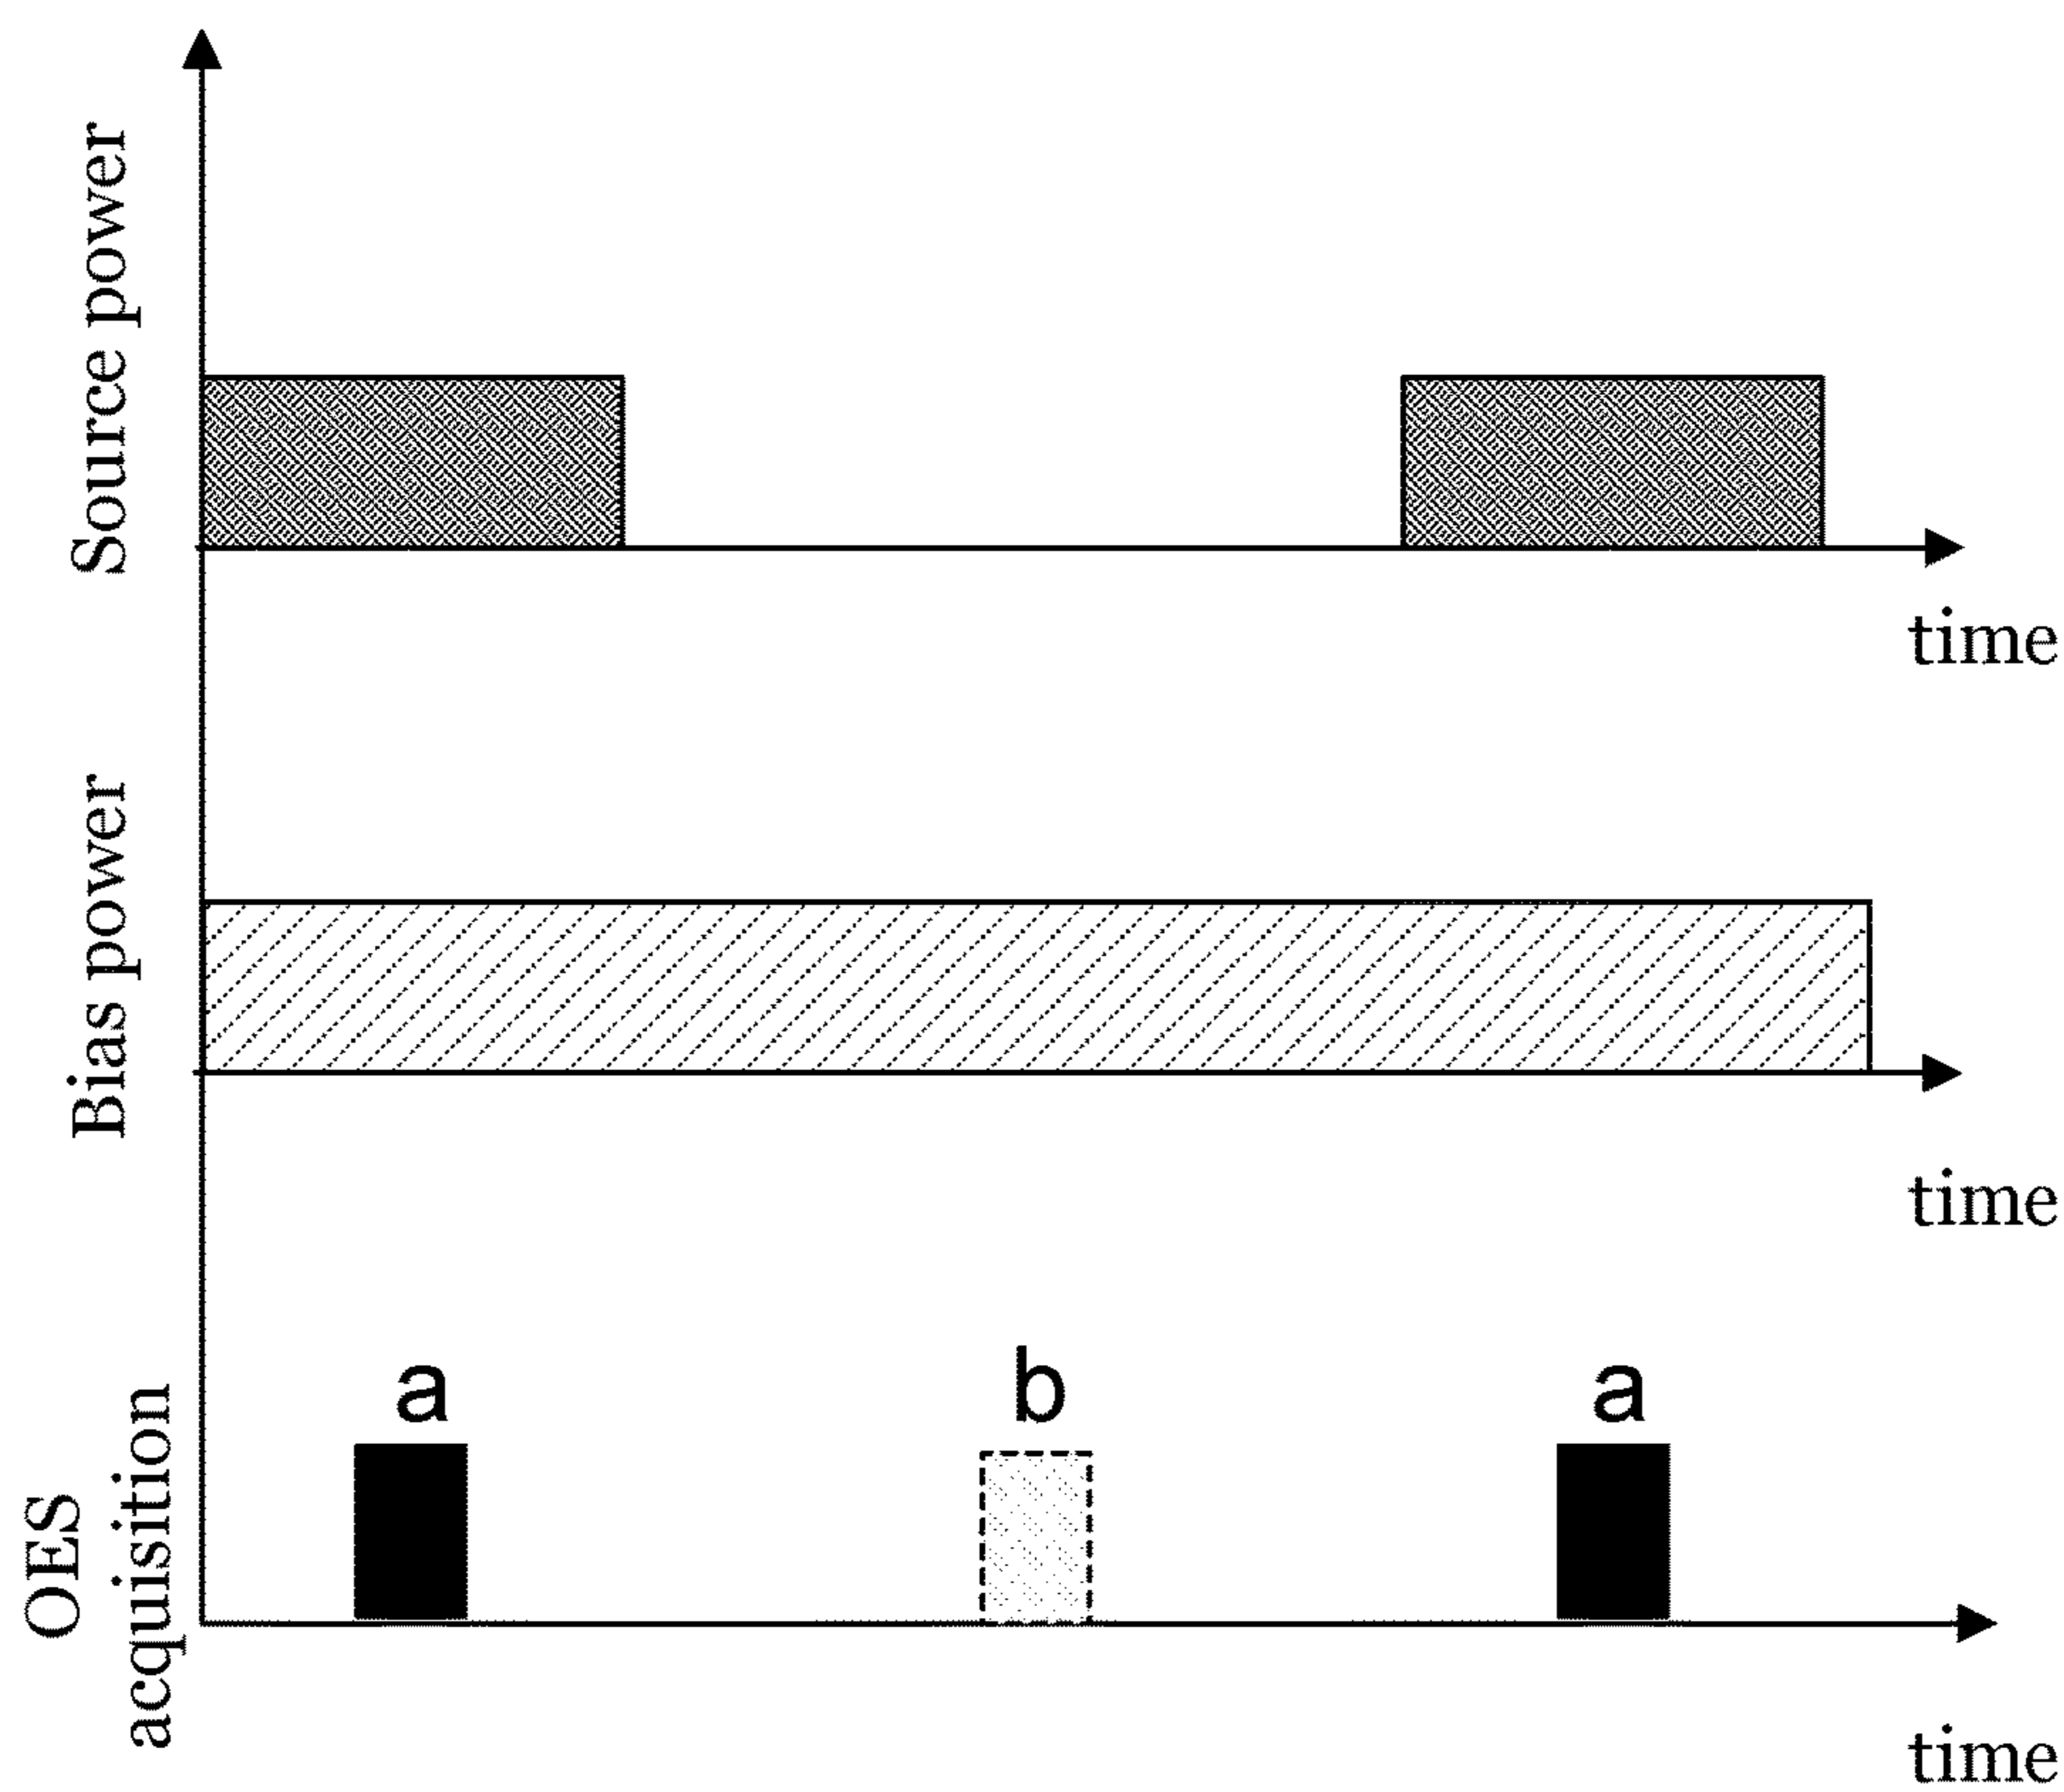 Source power
time
Bias power
time
OES
acquisition
a
b
a
time